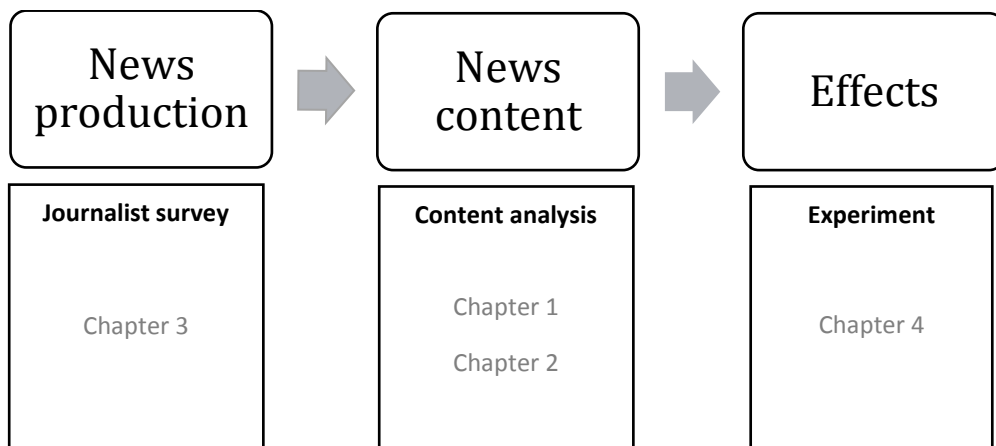 News
production
News
content
Effects
Journalist survey
Chapter 3
Content analysis
Chapter 1
Chapter 2
Experiment
Chapter 4